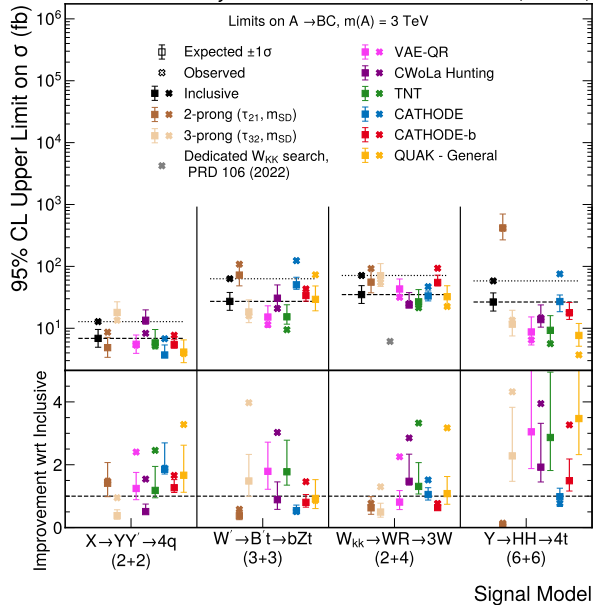 Limits on A →BC, m(A) = 3 TeV
Expected ±1σ
Observed
Inclusive
2-prong (τ₂₁, m_SD)
3-prong (τ₃₂, m_SD)
Dedicated W_KK search,
PRD 106 (2022)
VAE-QR
CWoLa Hunting
TNT
CATHODE
CATHODE-b
QUAK - General
95% CL Upper Limit on σ (fb)
10⁶
10⁵
10⁴
10³
10²
10¹
Improvement wrt Inclusive
4
2
0
X→YY′→4q
(2+2)
W′→B′t→bZt
(3+3)
W_kk→WR→3W
(2+4)
Y→HH→4t
(6+6)
Signal Model